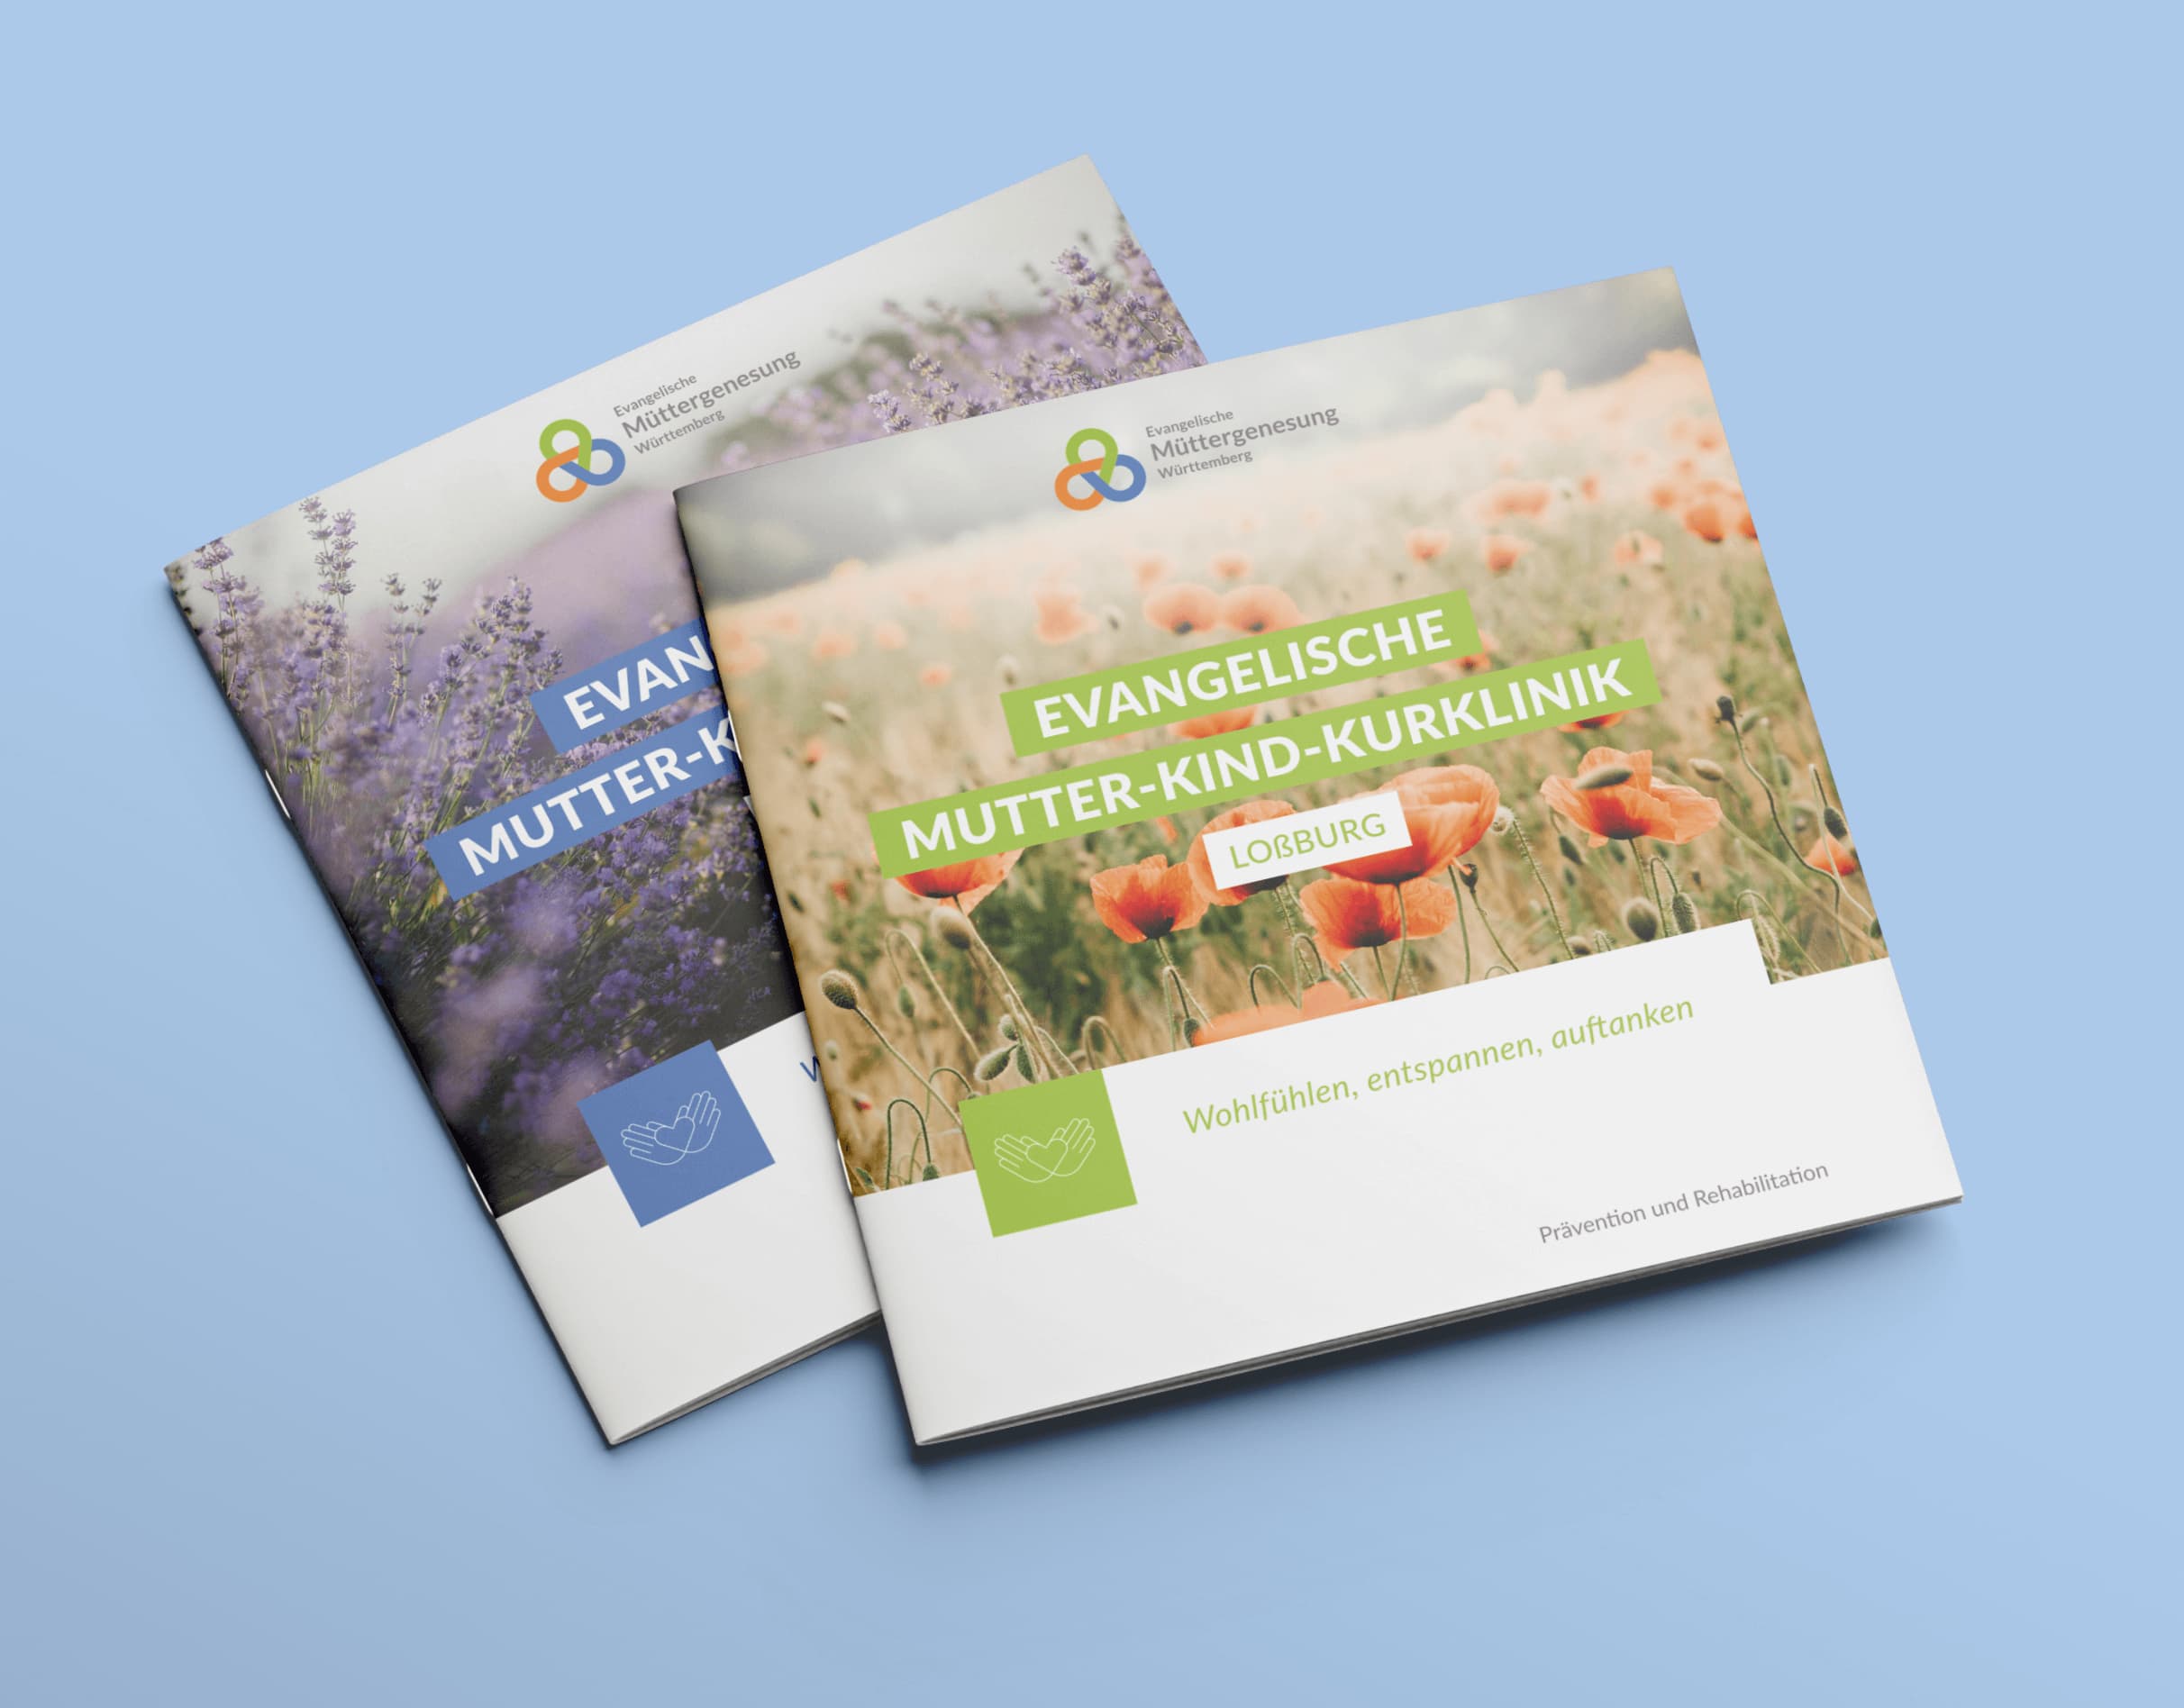 Evangelische
Müttergenesung
Württemberg
EVAN
MUTTER-K
Evangelische
Müttergenesung
Württemberg
EVANGELISCHE
MUTTER-KIND-KURKLINIK
LOßBURG
Wohlfühlen, entspannen, auftanken
Prävention und Rehabilitation